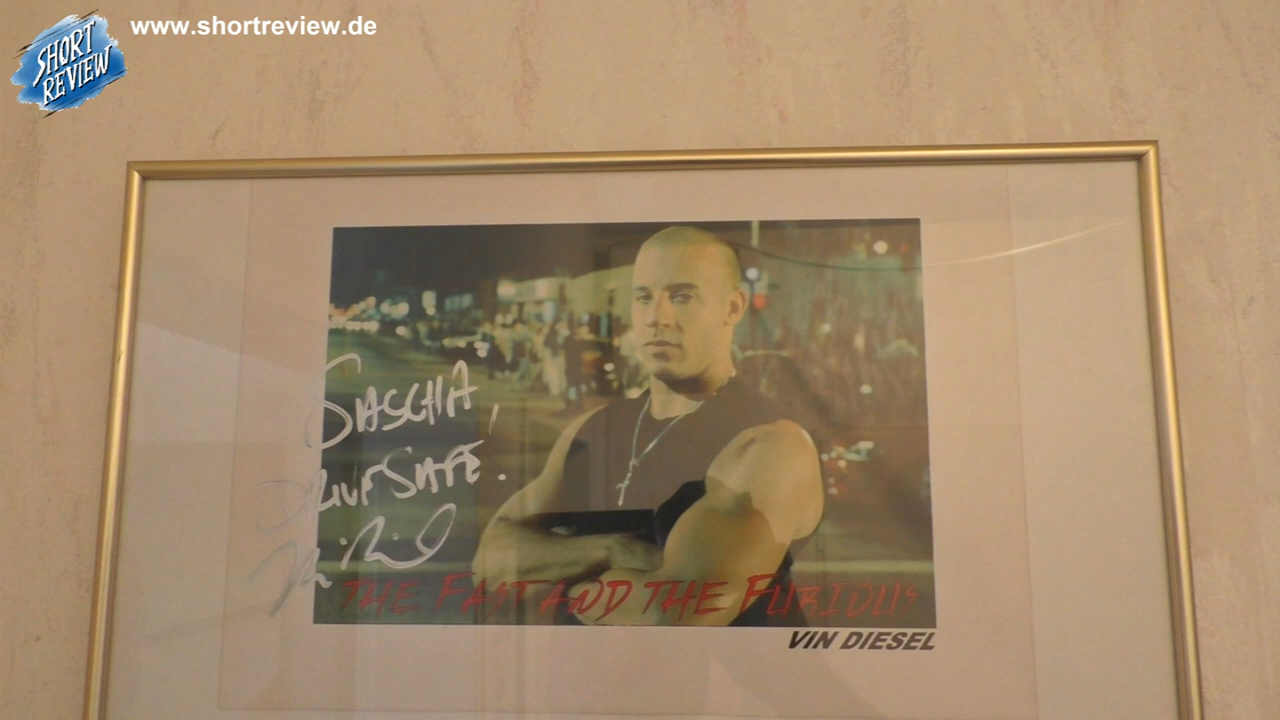 www.shortreview.de
SHORT
REVIEW
SASCHA,
DRIVE SAFE.
THE FAST AND THE FURIOUS
VIN DIESEL